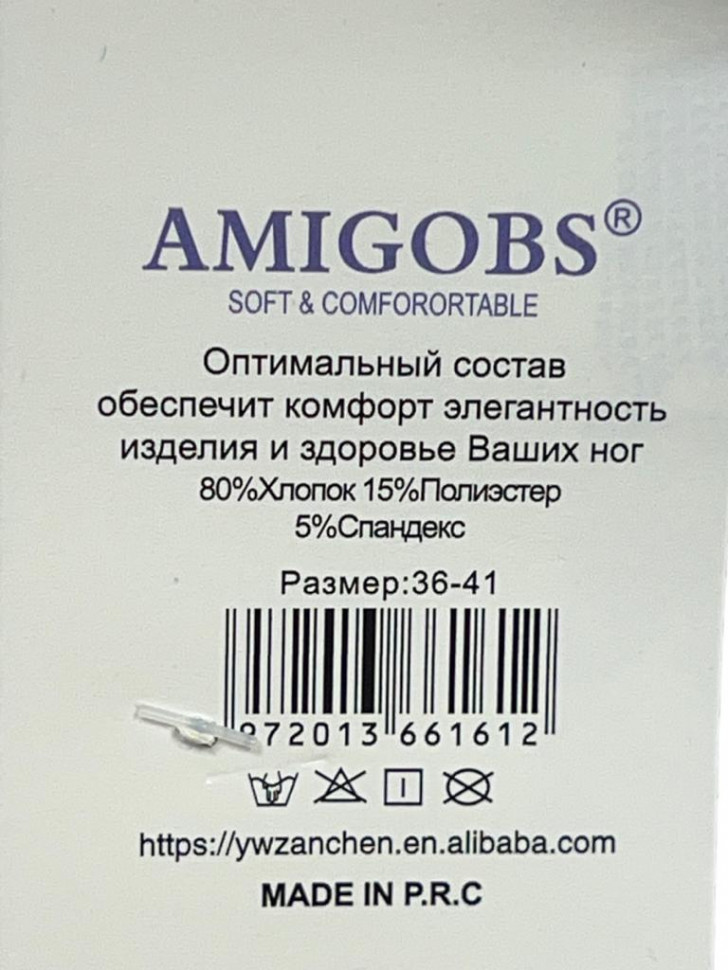 AMIGOBS®
SOFT & COMFORORTABLE
Оптимальный состав
обеспечит комфорт элегантность
изделия и здоровье Ваших ног
80%Хлопок 15%Полиэстер
5%Спандекс
Размер:36-41
972013 661612
https://ywzanchen.en.alibaba.com
MADE IN P.R.C